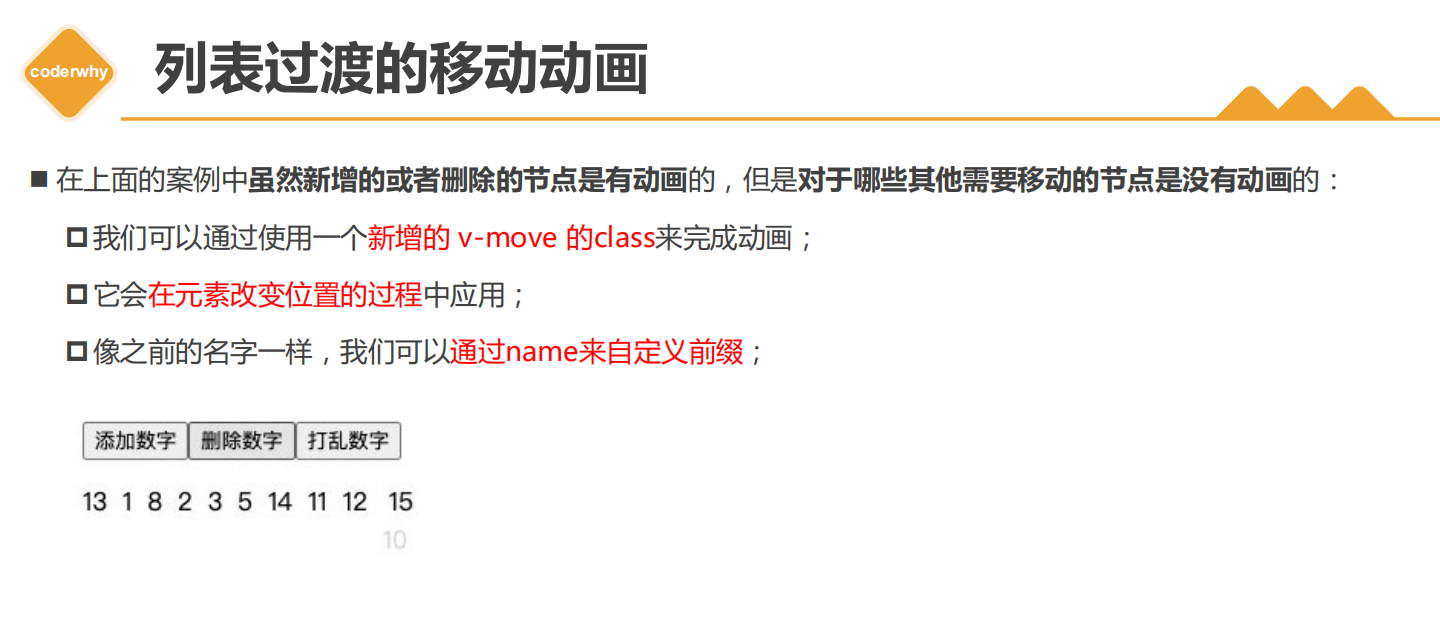 coderwhy
列表过渡的移动动画
在上面的案例中虽然新增的或者删除的节点是有动画的，但是对于哪些其他需要移动的节点是没有动画的：
我们可以通过使用一个新增的 v-move 的class来完成动画；
它会在元素改变位置的过程中应用；
像之前的名字一样，我们可以通过name来自定义前缀；
添加数字 删除数字 打乱数字
13 1 8 2 3 5 14 11 12 15
10